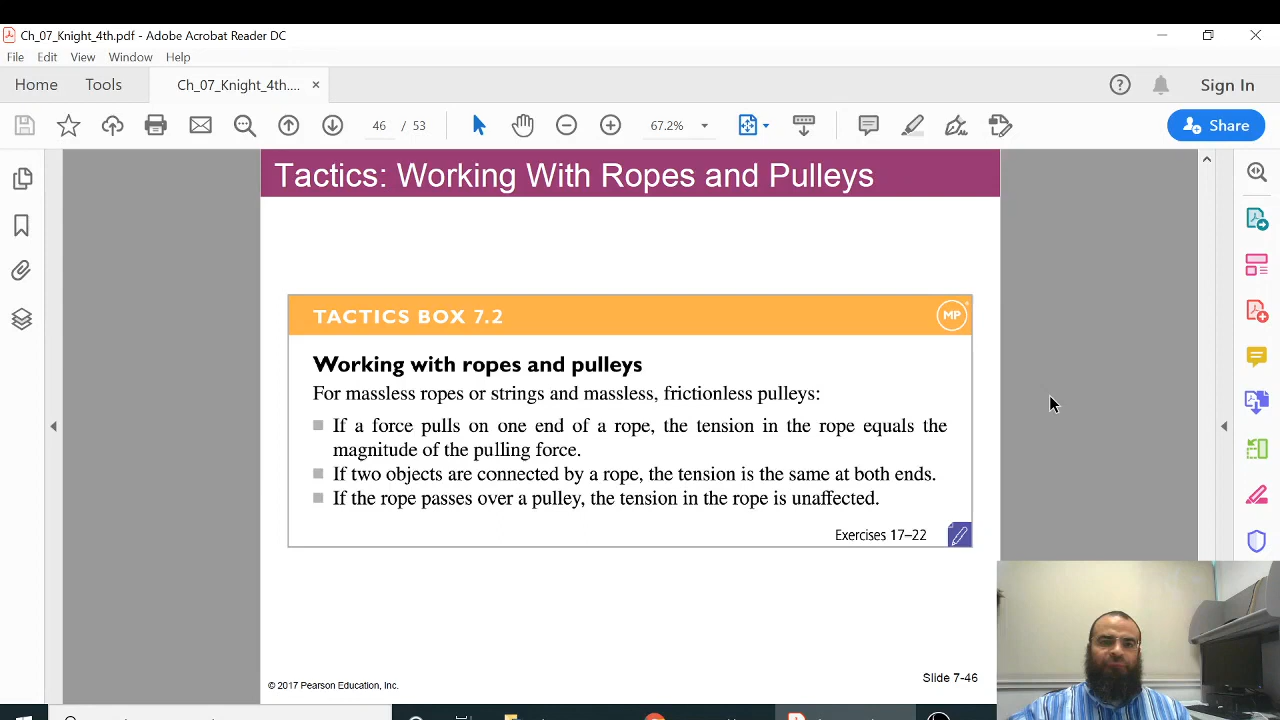 Ch_07_Knight_4th.pdf - Adobe Acrobat Reader DC
File Edit View Window Help
Home Tools Ch_07_Knight_4th.... × Sign In
46 / 53 67.2% Share
Tactics: Working With Ropes and Pulleys
TACTICS BOX 7.2 MP
Working with ropes and pulleys
For massless ropes or strings and massless, frictionless pulleys:
If a force pulls on one end of a rope, the tension in the rope equals the
magnitude of the pulling force.
If two objects are connected by a rope, the tension is the same at both ends.
If the rope passes over a pulley, the tension in the rope is unaffected.
Exercises 17–22
Slide 7-46
© 2017 Pearson Education, Inc.